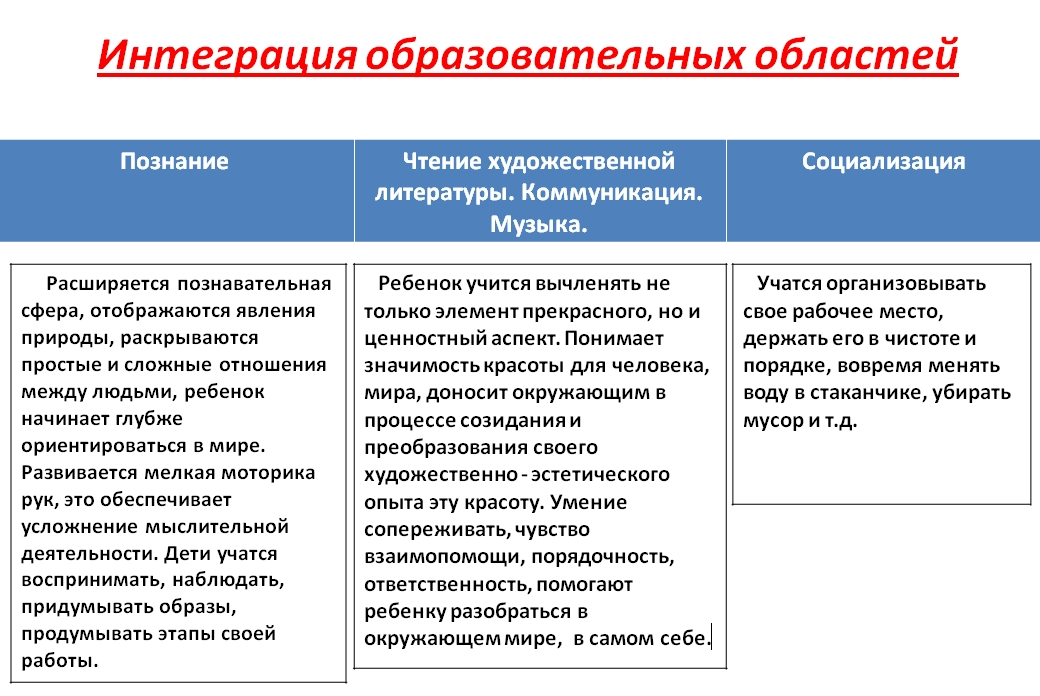 Интеграция образовательных областей
Познание
Чтение художественной
литературы. Коммуникация.
Музыка.
Социализация
Расширяется познавательная
сфера, отображаются явления
природы, раскрываются
простые и сложные отношения
между людьми, ребенок
начинает глубже
ориентироваться в мире.
Развивается мелкая моторика
рук, это обеспечивает
усложнение мыслительной
деятельности. Дети учатся
воспринимать, наблюдать,
придумывать образы,
продумывать этапы своей
работы.
Ребенок учится вычленять не
только элемент прекрасного, но и
ценностный аспект. Понимает
значимость красоты для человека,
мира, доносит окружающим в
процессе созидания и
преобразования своего
художественно - эстетического
опыта эту красоту. Умение
сопереживать, чувство
взаимопомощи, порядочность,
ответственность, помогают
ребенку разобраться в
окружающем мире, в самом себе.
Учатся организовывать
свое рабочее место,
держать его в чистоте и
порядке, вовремя менять
воду в стаканчике, убирать
мусор и т.д.